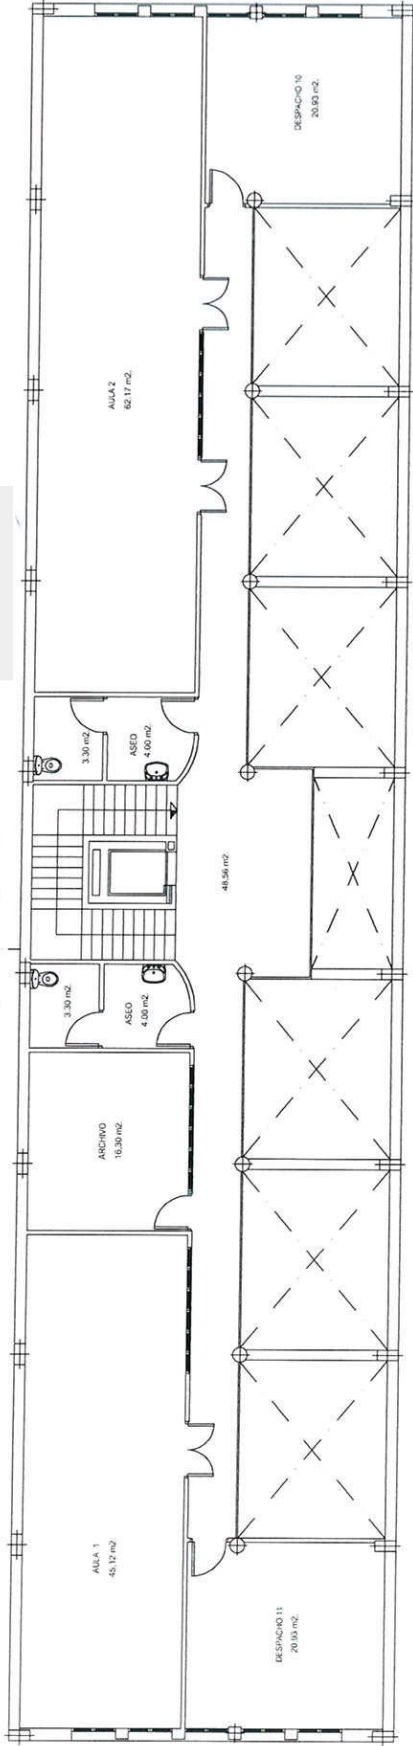 DESPACHO 10
20.93 m2.
AULA 2
62.17 m2.
3.30 m2.
ASEO
4.00 m2.
48.56 m2.
3.30 m2.
ASEO
4.00 m2.
ARCHIVO
16.30 m2.
AULA 1
45.12 m2
DESPACHO 11
20.93 m2.